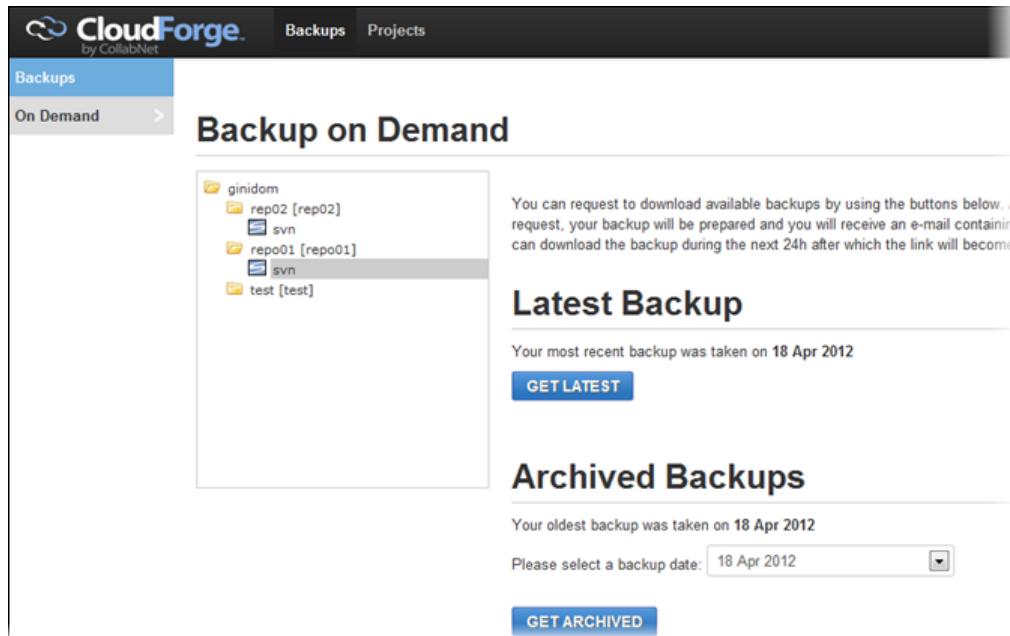 CloudForge™
by CollabNet
Backups Projects
Backups
On Demand
Backup on Demand
ginidom
rep02 [rep02]
svn
repo01 [repo01]
svn
test [test]
You can request to download available backups by using the buttons below.
request, your backup will be prepared and you will receive an e-mail
can download the backup during the next 24h after which the link will
Latest Backup
Your most recent backup was taken on 18 Apr 2012
GET LATEST
Archived Backups
Your oldest backup was taken on 18 Apr 2012
Please select a backup date: 18 Apr 2012
GET ARCHIVED